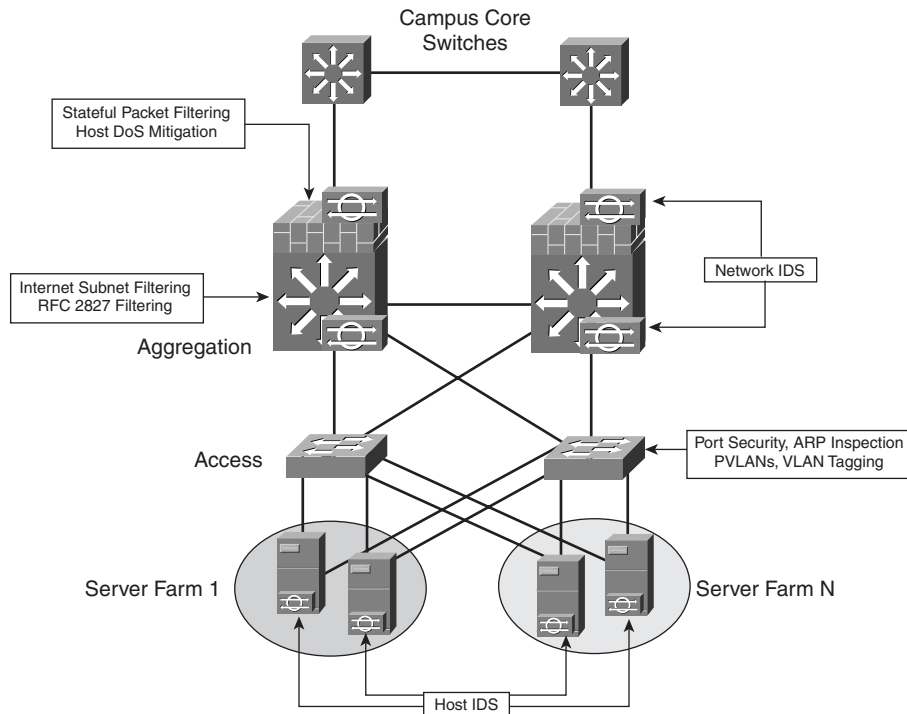 Campus Core
Switches
Stateful Packet Filtering
Host DoS Mitigation
Network IDS
Internet Subnet Filtering
RFC 2827 Filtering
Aggregation
Access
Port Security, ARP Inspection
PVLANs, VLAN Tagging
Server Farm 1
Server Farm N
Host IDS